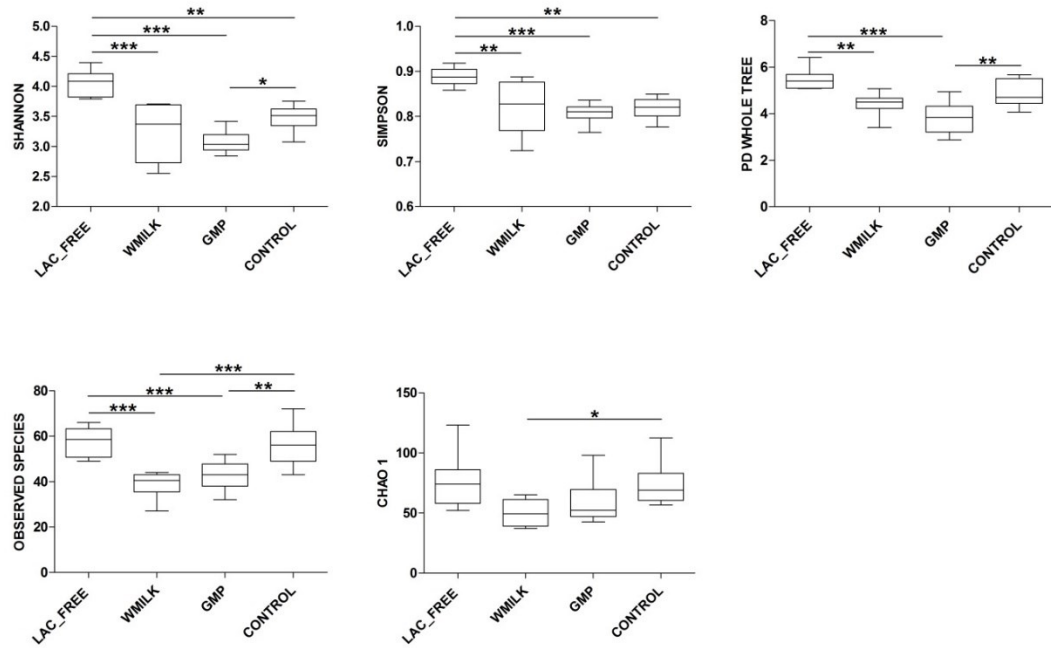 **
***
***
*
SHANNON
5.0
4.5
4.0
3.5
3.0
2.5
2.0
LAC_FREE
WMILK
GMP
CONTROL
**
***
**
SIMPSON
1.0
0.9
0.8
0.7
0.6
LAC_FREE
WMILK
GMP
CONTROL
***
**
**
PD WHOLE TREE
8
6
4
2
0
LAC_FREE
WMILK
GMP
CONTROL
***
***
**
***
OBSERVED SPECIES
80
60
40
20
0
LAC_FREE
WMILK
GMP
CONTROL
*
CHAO 1
150
100
50
0
LAC_FREE
WMILK
GMP
CONTROL